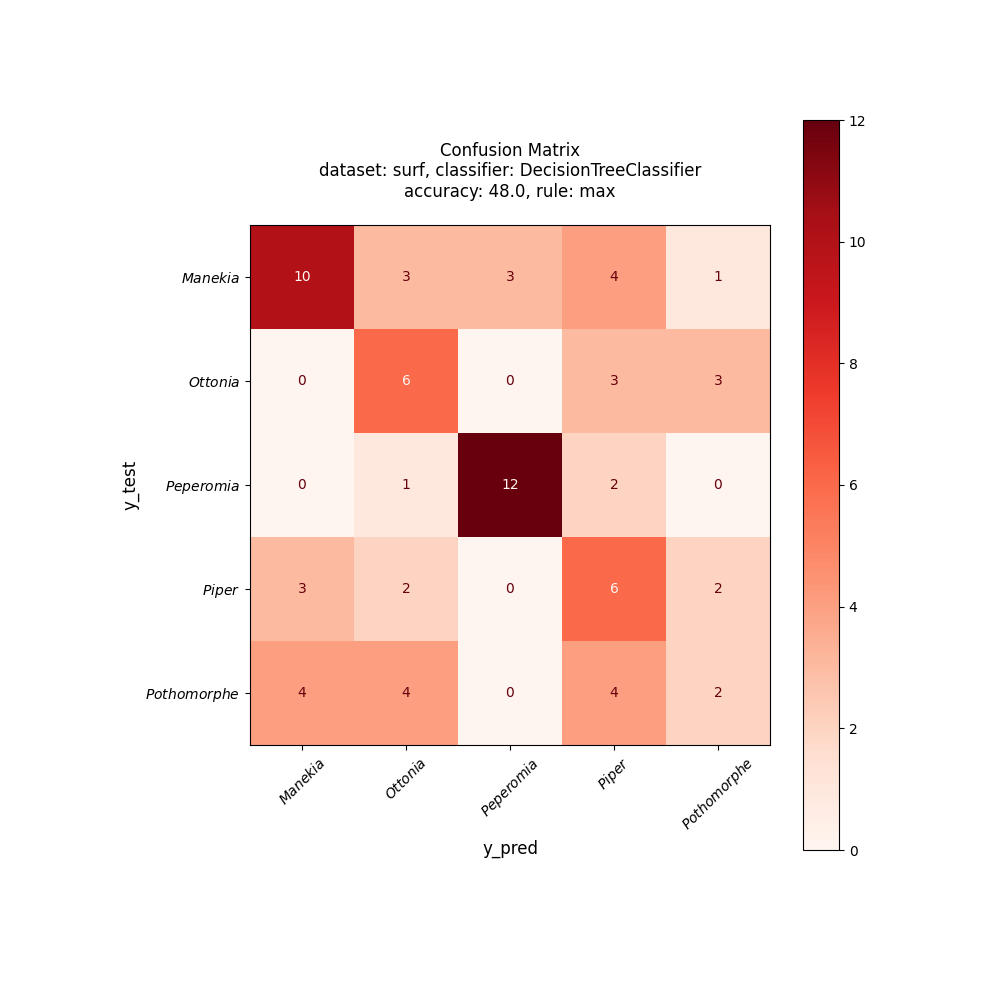 Confusion Matrix
dataset: surf, classifier: DecisionTreeClassifier
accuracy: 48.0, rule: max
12
10
8
6
4
2
0
y_test
Manekia 10 3 3 4 1
Ottonia 0 6 0 3 3
Peperomia 0 1 12 2 0
Piper 3 2 0 6 2
Pothomorphe 4 4 0 4 2
Manekia Ottonia Peperomia Piper Pothomorphe
y_pred